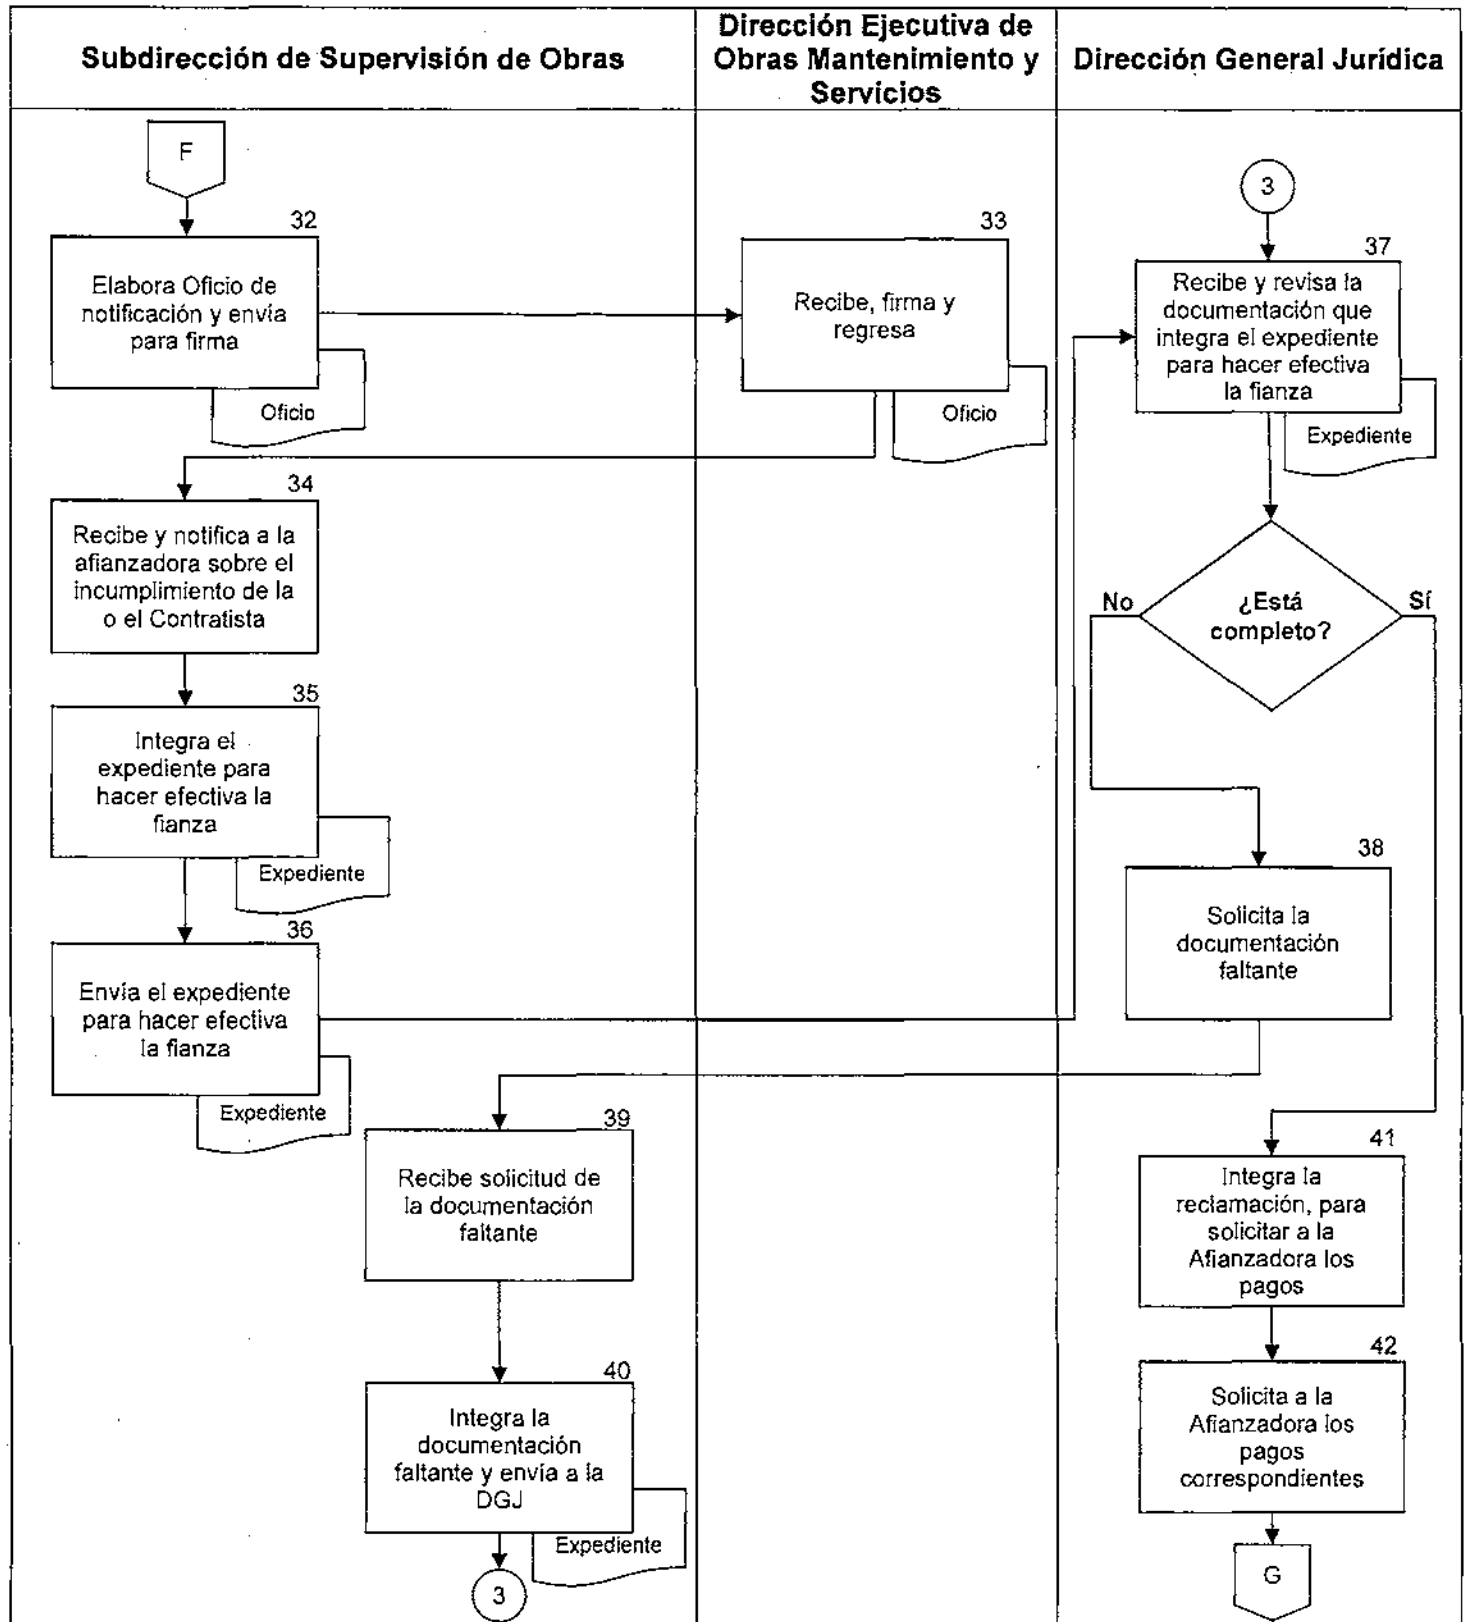 Subdirección de Supervisión de Obras
Dirección Ejecutiva de
Obras Mantenimiento y
Servicios
Dirección General Jurídica
F
32
Elabora Oficio de
notificación y envía
para firma
Oficio
33
Recibe, firma y
regresa
Oficio
34
Recibe y notifica a la
afianzadora sobre el
incumplimiento de la
o el Contratista
35
Integra el
expediente para
hacer efectiva la
fianza
Expediente
36
Envía el expediente
para hacer efectiva
la fianza
Expediente
3
37
Recibe y revisa la
documentación que
integra el expediente
para hacer efectiva
la fianza
Expediente
¿Está
completo?
No
Sí
38
Solicita la
documentación
faltante
39
Recibe solicitud de
la documentación
faltante
40
Integra la
documentación
faltante y envía a la
DGJ
Expediente
3
41
Integra la
reclamación, para
solicitar a la
Afianzadora los
pagos
42
Solicita a la
Afianzadora los
pagos
correspondientes
G